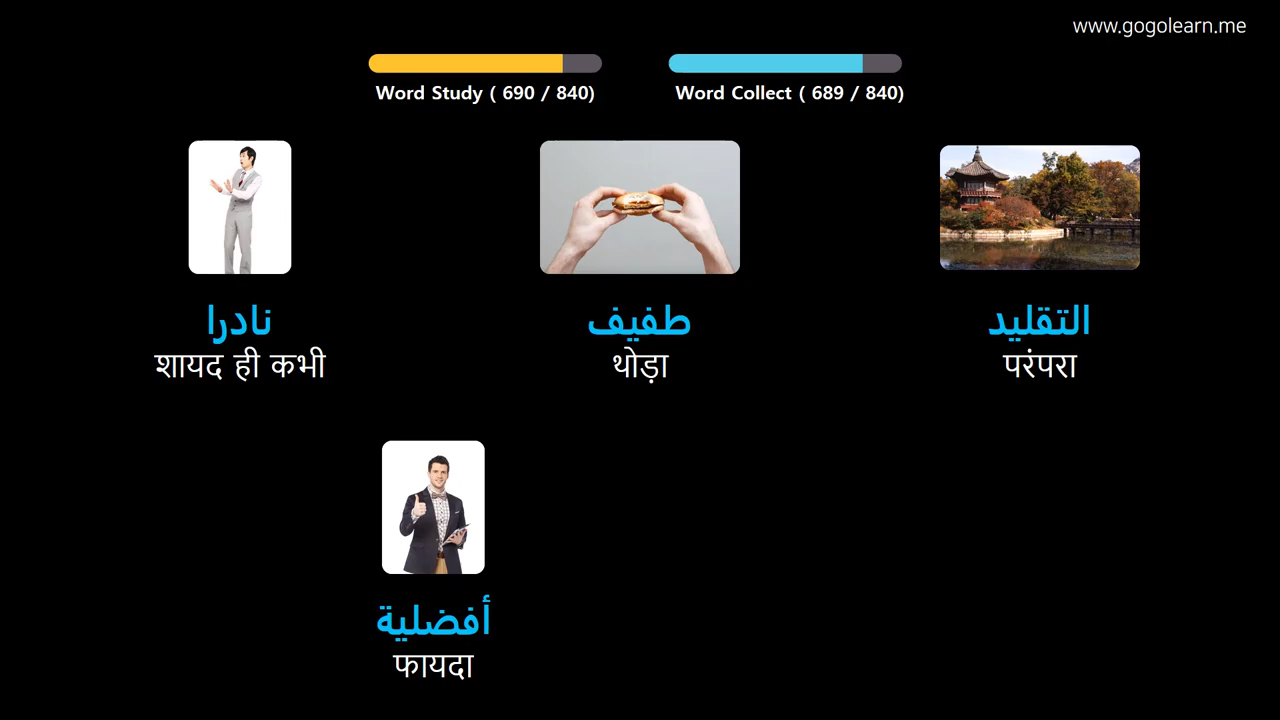 www.gogolearn.me
Word Study ( 690 / 840)
Word Collect ( 689 / 840)
نادرا
शायद ही कभी
طفيف
थोड़ा
التقليد
परंपरा
أفضلية
फायदा